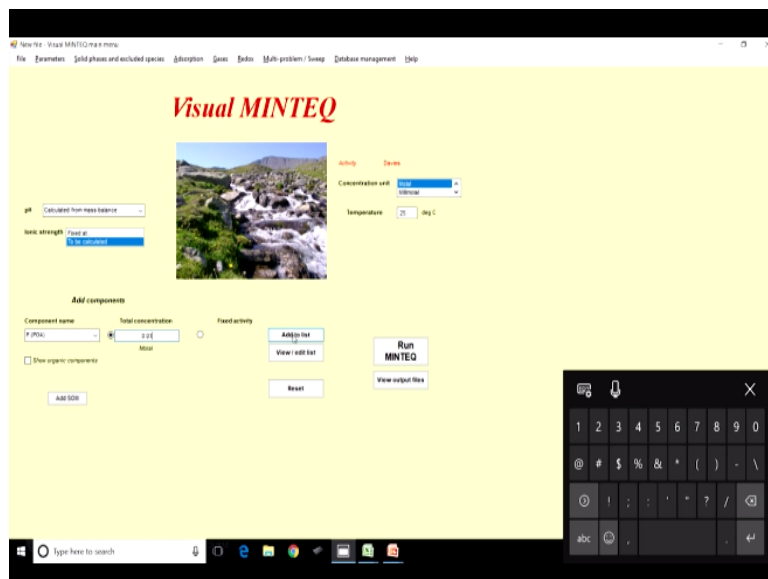 New file - Visual MINTEQ main menu
File Parameters Solid phases and excluded species Adsorption Gases Redox Multi-problem / Sweep Database management Help
Visual MINTEQ
Activity Davies
Concentration unit Molal
Millimolal
pH Calculated from mass balance
Temperature 25 deg C
Ionic strength Fixed at
To be calculated
Add components
Component name Total concentration Fixed activity
P (PO4) Add to list
Molal
Show organic components
View / edit list
Run
MINTEQ
Reset
View output files
Add SOM
1 2 3 4 5 6 7 8 9 0
@ # $ % & * ( ) - \
! ; : ' " ? /
abc , .
Type here to search